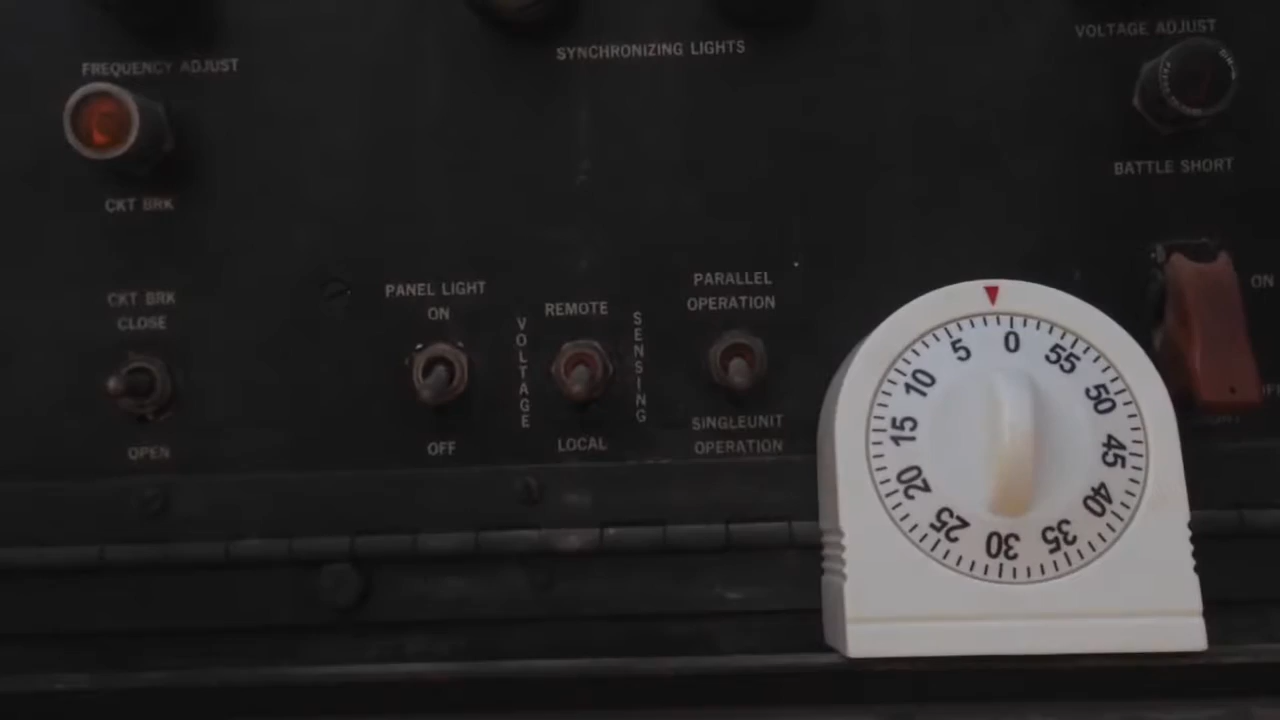 FREQUENCY ADJUST
SYNCHRONIZING LIGHTS
VOLTAGE ADJUST
CKT BRK
BATTLE SHORT
CKT BRK
CLOSE
OPEN
PANEL LIGHT
ON
OFF
VOLTAGE
REMOTE
LOCAL
SENSING
PARALLEL
OPERATION
SINGLEUNIT
OPERATION
ON
0
55
50
45
40
35
30
25
20
15
10
5